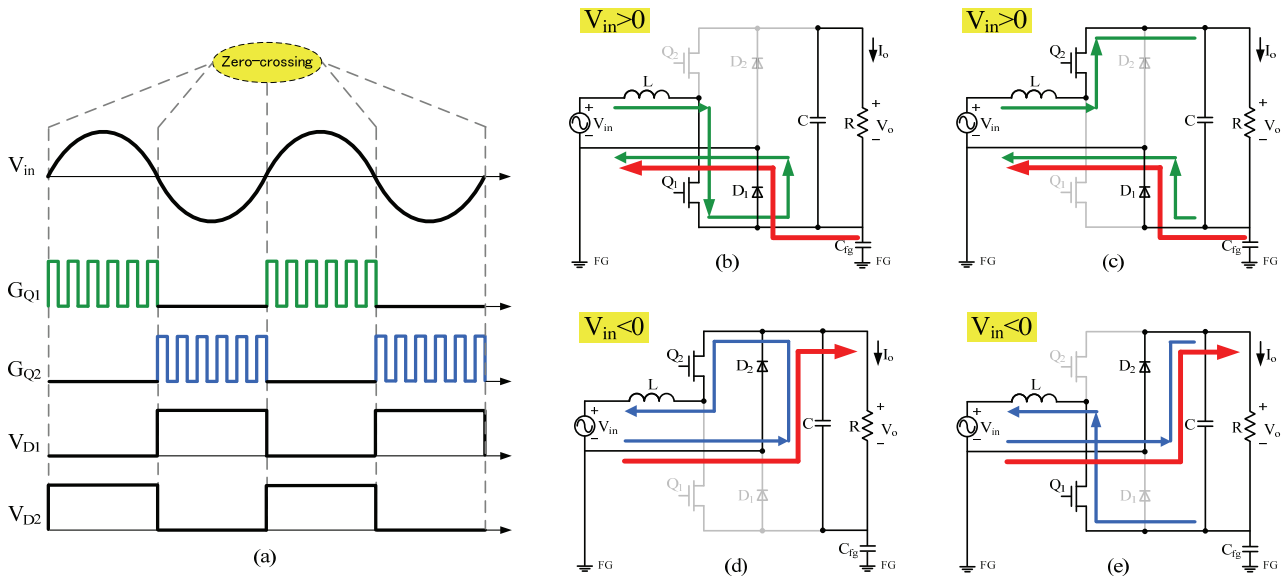 Zero-crossing
V_in
G_Q1
G_Q2
V_D1
V_D2
(a)
V_in>0
Q_2
D_2
I_o
L
+
V_in
−
C
R
+
V_o
−
Q_1
D_1
C_fg
FG
FG
(b)
V_in>0
Q_2
D_2
I_o
L
+
V_in
−
C
R
+
V_o
−
Q_1
D_1
C_fg
FG
FG
(c)
V_in<0
Q_2
D_2
I_o
L
+
V_in
−
C
R
+
V_o
−
Q_1
D_1
C_fg
FG
FG
(d)
V_in<0
Q_2
D_2
I_o
L
+
V_in
−
C
R
+
V_o
−
Q_1
D_1
C_fg
FG
FG
(e)